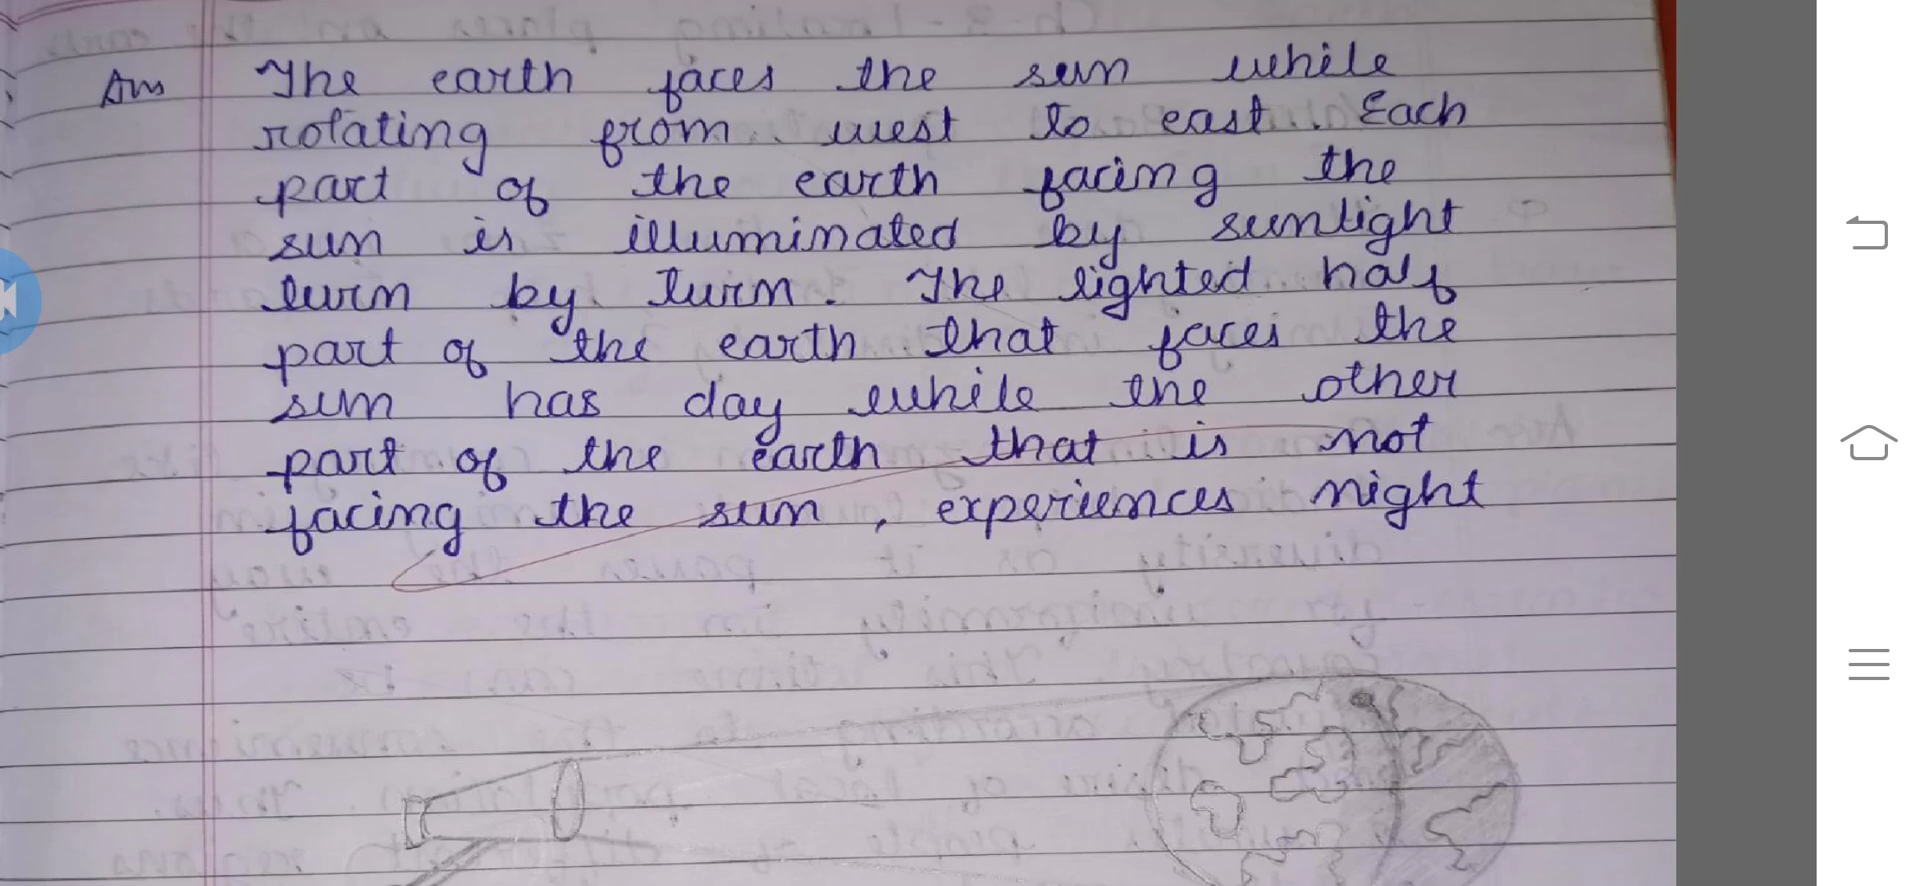 Ans The earth faces the sun while
rotating from west to east. Each
part of the earth facing the
sun is illuminated by sunlight
turn by turn. The lighted half
part of the earth that faces the
sun has day while the other
part of the earth that is not
facing the sun, experiences night